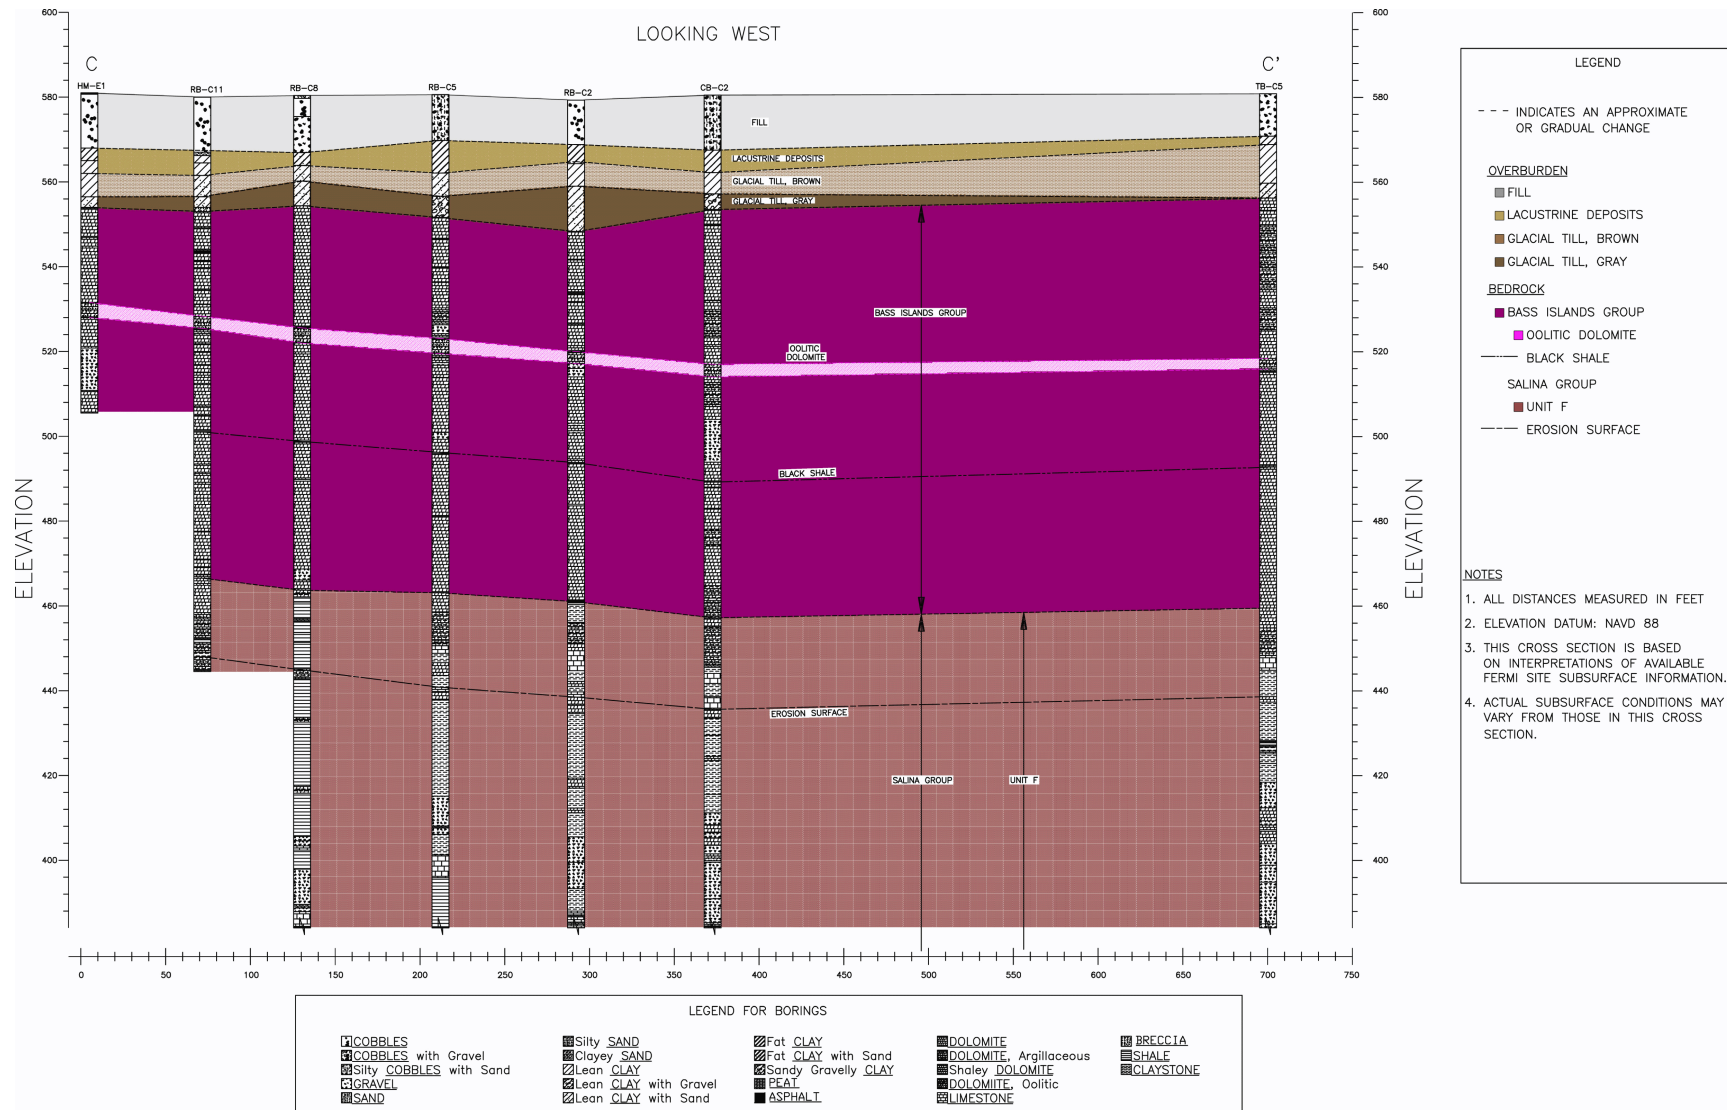 LOOKING WEST
C
C'
HM-E1
RB-C11
RB-C8
RB-C5
RB-C2
CB-C2
TB-C5
600
580
560
540
520
500
480
460
440
420
400
ELEVATION
600
580
560
540
520
500
480
460
440
420
400
ELEVATION
FILL
LACUSTRINE DEPOSITS
GLACIAL TILL, BROWN
GLACIAL TILL, GRAY
BASS ISLANDS GROUP
OOLITIC
DOLOMITE
BLACK SHALE
EROSION SURFACE
SALINA GROUP
UNIT F
0 50 100 150 200 250 300 350 400 450 500 550 600 650 700 750
LEGEND
INDICATES AN APPROXIMATE
OR GRADUAL CHANGE
OVERBURDEN
FILL
LACUSTRINE DEPOSITS
GLACIAL TILL, BROWN
GLACIAL TILL, GRAY
BEDROCK
BASS ISLANDS GROUP
OOLITIC DOLOMITE
BLACK SHALE
SALINA GROUP
UNIT F
EROSION SURFACE
NOTES
1. ALL DISTANCES MEASURED IN FEET
2. ELEVATION DATUM: NAVD 88
3. THIS CROSS SECTION IS BASED
ON INTERPRETATIONS OF AVAILABLE
FERMI SITE SUBSURFACE INFORMATION.
4. ACTUAL SUBSURFACE CONDITIONS MAY
VARY FROM THOSE IN THIS CROSS
SECTION.
LEGEND FOR BORINGS
COBBLES
COBBLES with Gravel
Silty COBBLES with Sand
GRAVEL
SAND
Silty SAND
Clayey SAND
Lean CLAY
Lean CLAY with Gravel
Lean CLAY with Sand
Fat CLAY
Fat CLAY with Sand
Sandy Gravelly CLAY
PEAT
ASPHALT
DOLOMITE
DOLOMITE, Argillaceous
Shaley DOLOMITE
DOLOMIITE, Oolitic
LIMESTONE
BRECCIA
SHALE
CLAYSTONE